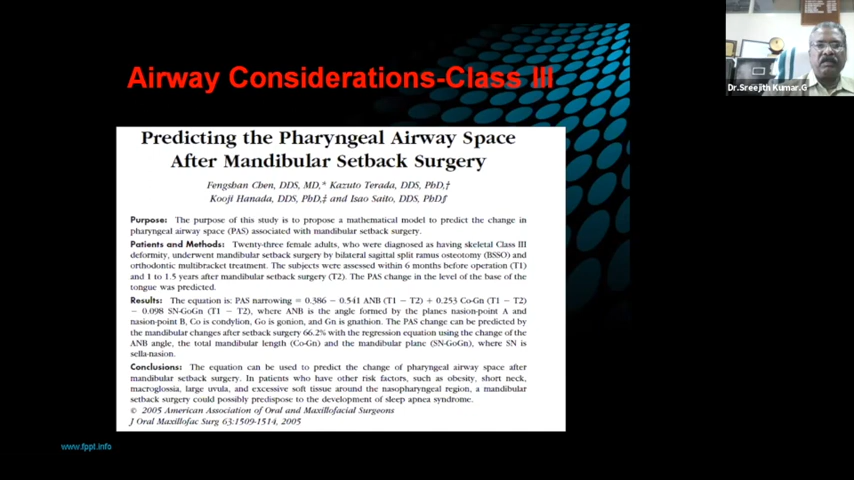 Airway Considerations-Class III
Dr.Sreejith Kumar.G
Predicting the Pharyngeal Airway Space
After Mandibular Setback Surgery
Fengshan Chen, DDS, MD,* Kazuto Terada, DDS, PhD,†
Kooji Hanada, DDS, PhD,‡ and Isao Saito, DDS, PhD§
Purpose: The purpose of this study is to propose a mathematical model to predict the change in
pharyngeal airway space (PAS) associated with mandibular setback surgery.
Patients and Methods: Twenty-three female adults, who were diagnosed as having skeletal Class III
deformity, underwent mandibular setback surgery by bilateral sagittal split ramus osteotomy (BSSO) and
orthodontic multibracket treatment. The subjects were assessed within 6 months before operation (T1)
and 1 to 1.5 years after mandibular setback surgery (T2). The PAS change in the level of the base of the
tongue was predicted.
Results: The equation is: PAS narrowing = 0.386 − 0.541 ANB (T1 − T2) + 0.253 Co-Gn (T1 − T2)
− 0.098 SN-GoGn (T1 − T2), where ANB is the angle formed by the planes nasion-point A and
nasion-point B, Co is condylion, Go is gonion, and Gn is gnathion. The PAS change can be predicted by
the mandibular changes after setback surgery 66.2% with the regression equation using the change of the
ANB angle, the total mandibular length (Co-Gn) and the mandibular plane (SN-GoGn), where SN is
sella-nasion.
Conclusions: The equation can be used to predict the change of pharyngeal airway space after
mandibular setback surgery. In patients who have other risk factors, such as obesity, short neck,
macroglossia, large uvula, and excessive soft tissue around the nasopharyngeal region, a mandibular
setback surgery could possibly predispose to the development of sleep apnea syndrome.
© 2005 American Association of Oral and Maxillofacial Surgeons
J Oral Maxillofac Surg 63:1509-1514, 2005
www.fppt.info